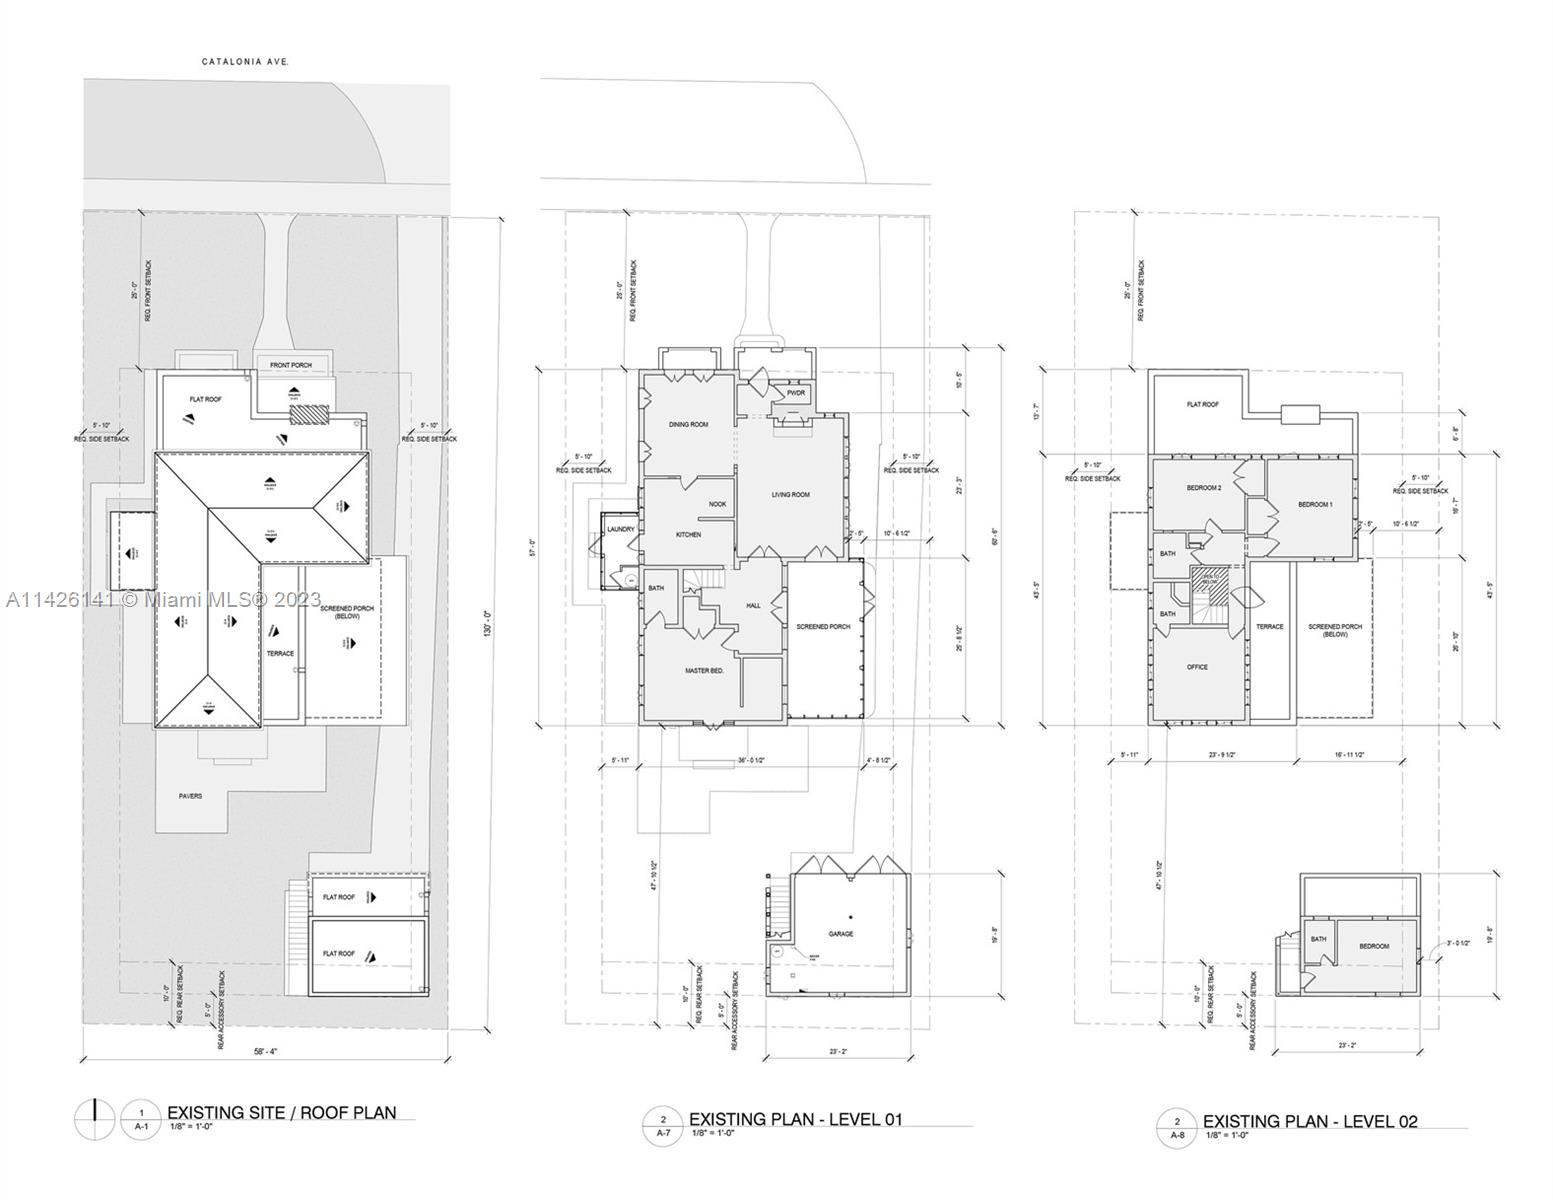 CATALONIA AVE.
25' - 0"
REQ. FRONT SETBACK
FRONT PORCH
FLAT ROOF
5' - 10"
REQ. SIDE SETBACK
5' - 10"
REQ. SIDE SETBACK
SCREENED PORCH
(BELOW)
TERRACE
130' - 0"
PAVERS
FLAT ROOF
FLAT ROOF
10' - 0"
REQ. REAR SETBACK
5' - 0"
REAR ACCESSORY SETBACK
58' - 4"
1
A-1
EXISTING SITE / ROOF PLAN
1/8" = 1'-0"
25' - 0"
REQ. FRONT SETBACK
57' - 0"
5' - 10"
REQ. SIDE SETBACK
5' - 10"
REQ. SIDE SETBACK
PWDR
DINING ROOM
LIVING ROOM
NOOK
KITCHEN
LAUNDRY
BATH
HALL
SCREENED PORCH
MASTER BED.
10' - 5"
23' - 3"
25' - 8 1/2"
60' - 6"
10' - 6 1/2"
5' - 11"
36' - 0 1/2"
4' - 8 1/2"
47' - 10 1/2"
GARAGE
19' - 8"
10' - 0"
REQ. REAR SETBACK
5' - 0"
REAR ACCESSORY SETBACK
23' - 2"
2
A-7
EXISTING PLAN - LEVEL 01
1/8" = 1'-0"
25' - 0"
REQ. FRONT SETBACK
13' - 7"
43' - 5"
FLAT ROOF
5' - 10"
REQ. SIDE SETBACK
5' - 10"
REQ. SIDE SETBACK
BEDROOM 2
BEDROOM 1
BATH
OPEN TO
BELOW
BATH
TERRACE
SCREENED PORCH
(BELOW)
OFFICE
6' - 8"
16' - 7"
26' - 10"
43' - 5"
10' - 6 1/2"
5' - 11"
23' - 9 1/2"
16' - 11 1/2"
47' - 10 1/2"
BATH
BEDROOM
3' - 0 1/2"
19' - 8"
10' - 0"
REQ. REAR SETBACK
5' - 0"
REAR ACCESSORY SETBACK
23' - 2"
2
A-8
EXISTING PLAN - LEVEL 02
1/8" = 1'-0"
A11426141 © Miami MLS® 2023